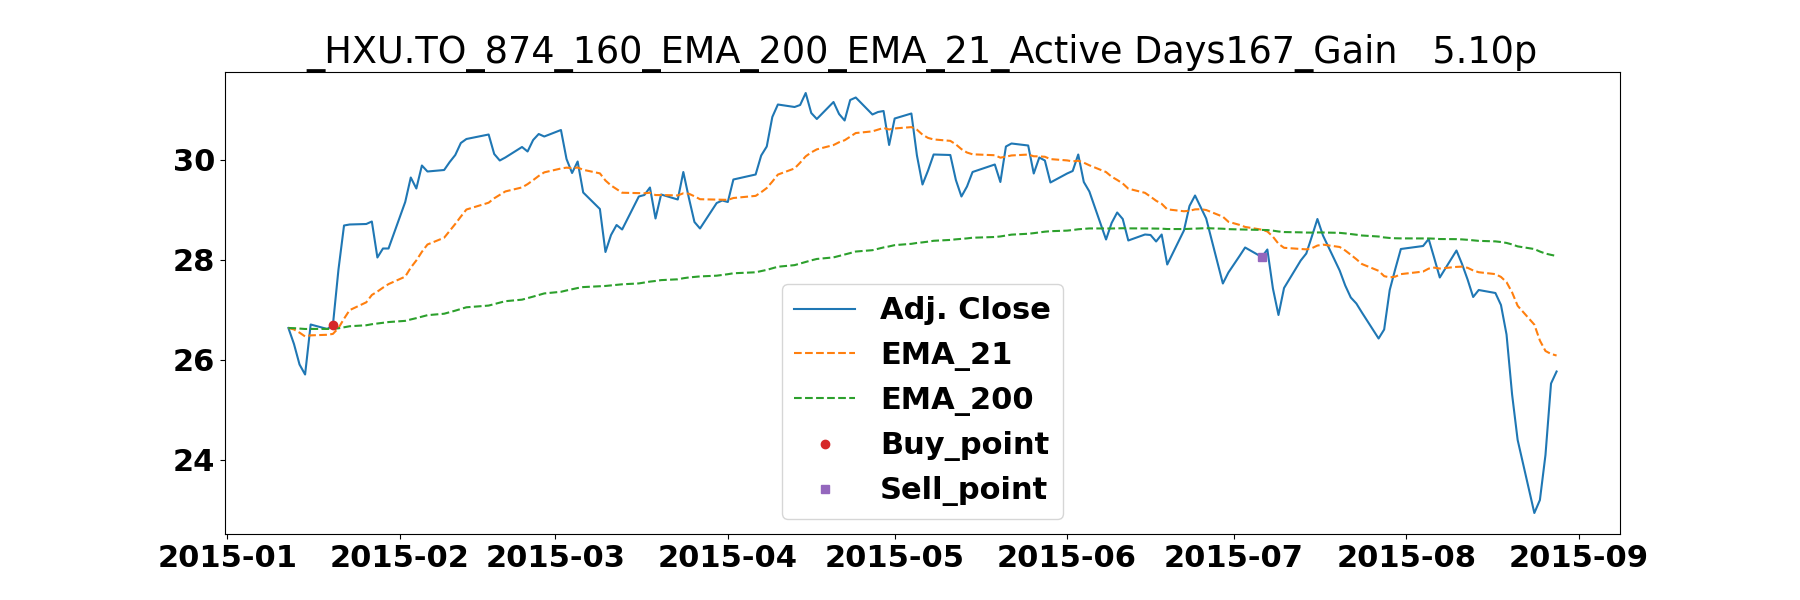 _HXU.TO_874_160_EMA_200_EMA_21_Active Days167_Gain   5.10p
30
28
26
24
Adj. Close
EMA_21
EMA_200
Buy_point
Sell_point
2015-01 2015-02 2015-03 2015-04 2015-05 2015-06 2015-07 2015-08 2015-09